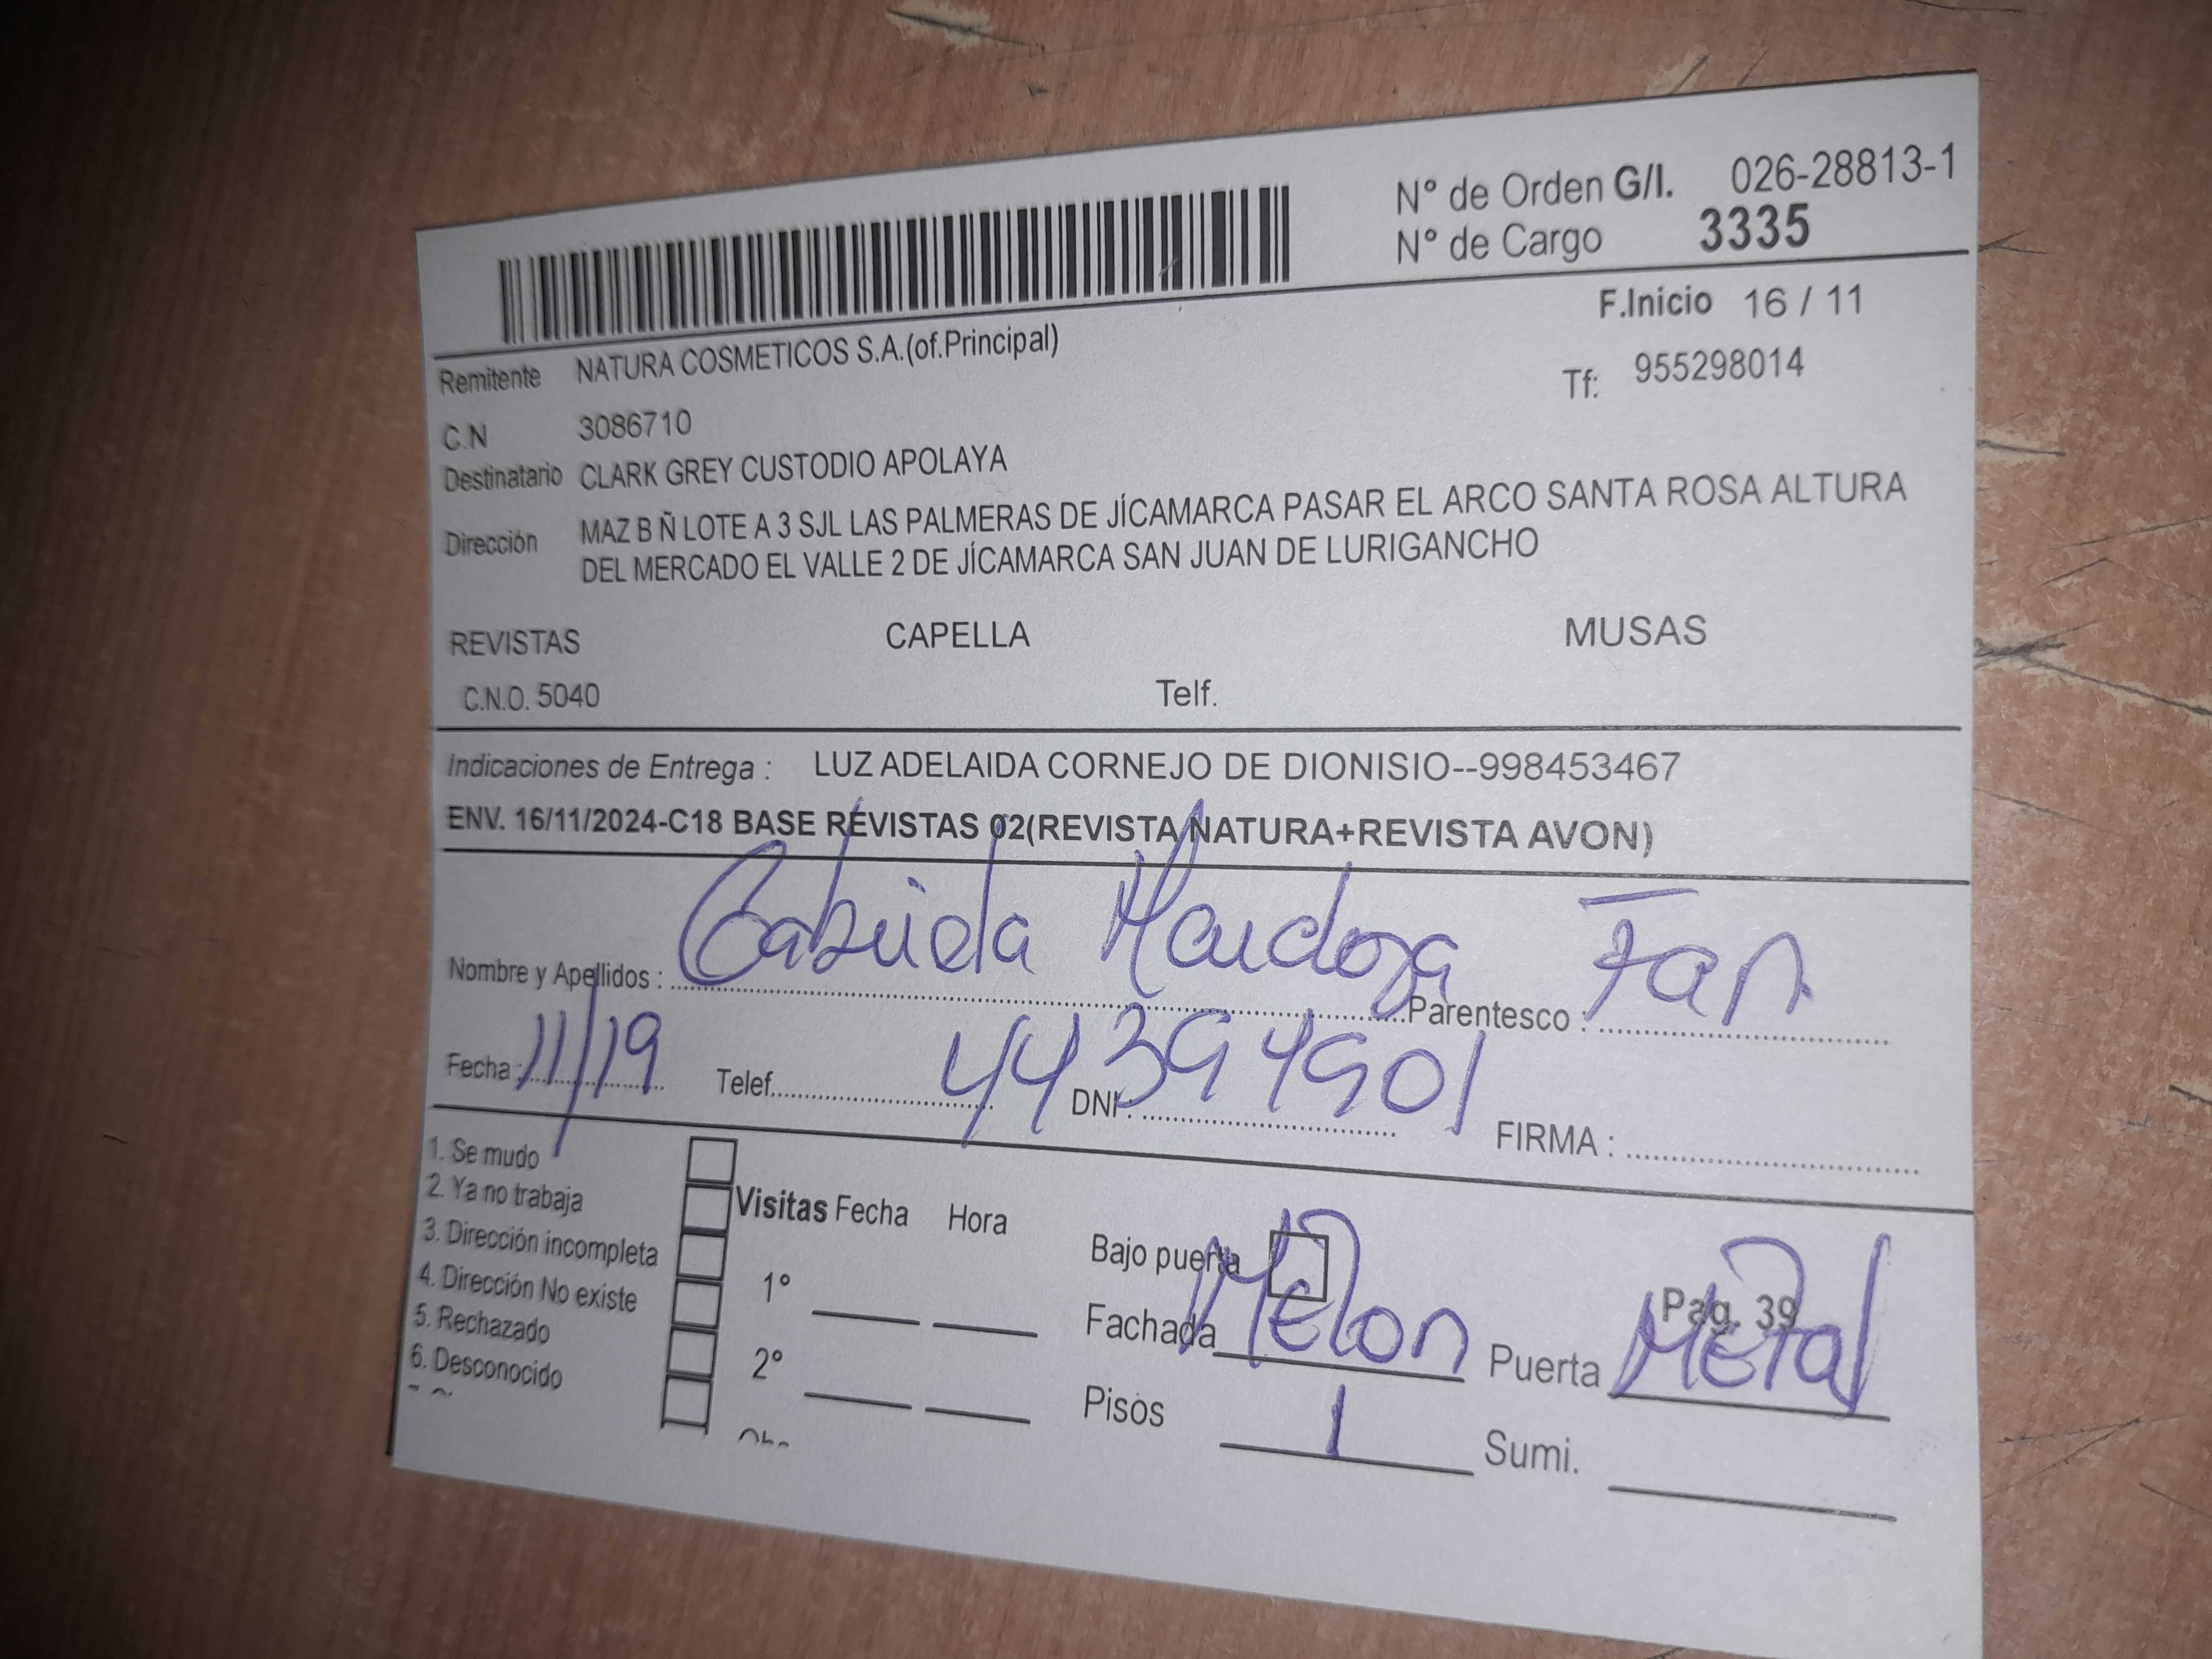 N° de Orden G/I. 026-28813-1
N° de Cargo 3335
F.Inicio 16 / 11
Remitente NATURA COSMETICOS S.A.(of.Principal)
Tf: 955298014
C.N 3086710
Destinatario CLARK GREY CUSTODIO APOLAYA
Dirección MAZ B Ñ LOTE A 3 SJL LAS PALMERAS DE JÍCAMARCA PASAR EL ARCO SANTA ROSA ALTURA
DEL MERCADO EL VALLE 2 DE JÍCAMARCA SAN JUAN DE LURIGANCHO
REVISTAS CAPELLA MUSAS
C.N.O. 5040 Telf.
Indicaciones de Entrega : LUZ ADELAIDA CORNEJO DE DIONISIO--998453467
ENV. 16/11/2024-C18 BASE REVISTAS 02(REVISTA NATURA+REVISTA AVON)
Nombre y Apellidos : Gabriela Mendoza Parentesco : Fam
Fecha : 11/19 Telef. DNI : 44394901 FIRMA :
1. Se mudo
2. Ya no trabaja
3. Dirección incompleta
4. Dirección No existe
5. Rechazado
6. Desconocido
Visitas Fecha Hora
1°
2°
Bajo puerta
Pag. 39
Fachada Melon Puerta Metal
Pisos 1 Sumi.